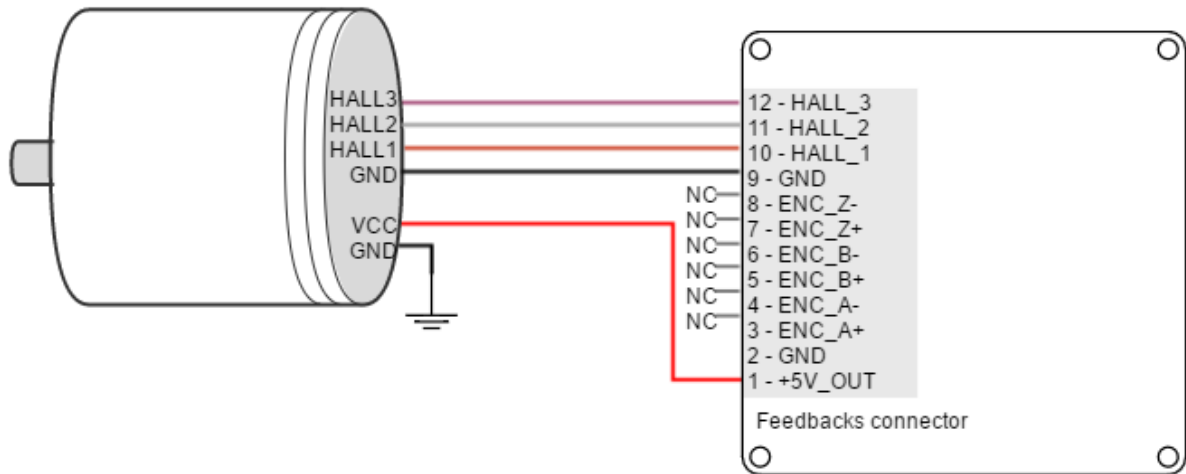 HALL3
HALL2
HALL1
GND
VCC
GND
NC
NC
NC
NC
NC
NC
12 - HALL_3
11 - HALL_2
10 - HALL_1
9 - GND
8 - ENC_Z-
7 - ENC_Z+
6 - ENC_B-
5 - ENC_B+
4 - ENC_A-
3 - ENC_A+
2 - GND
1 - +5V_OUT
Feedbacks connector